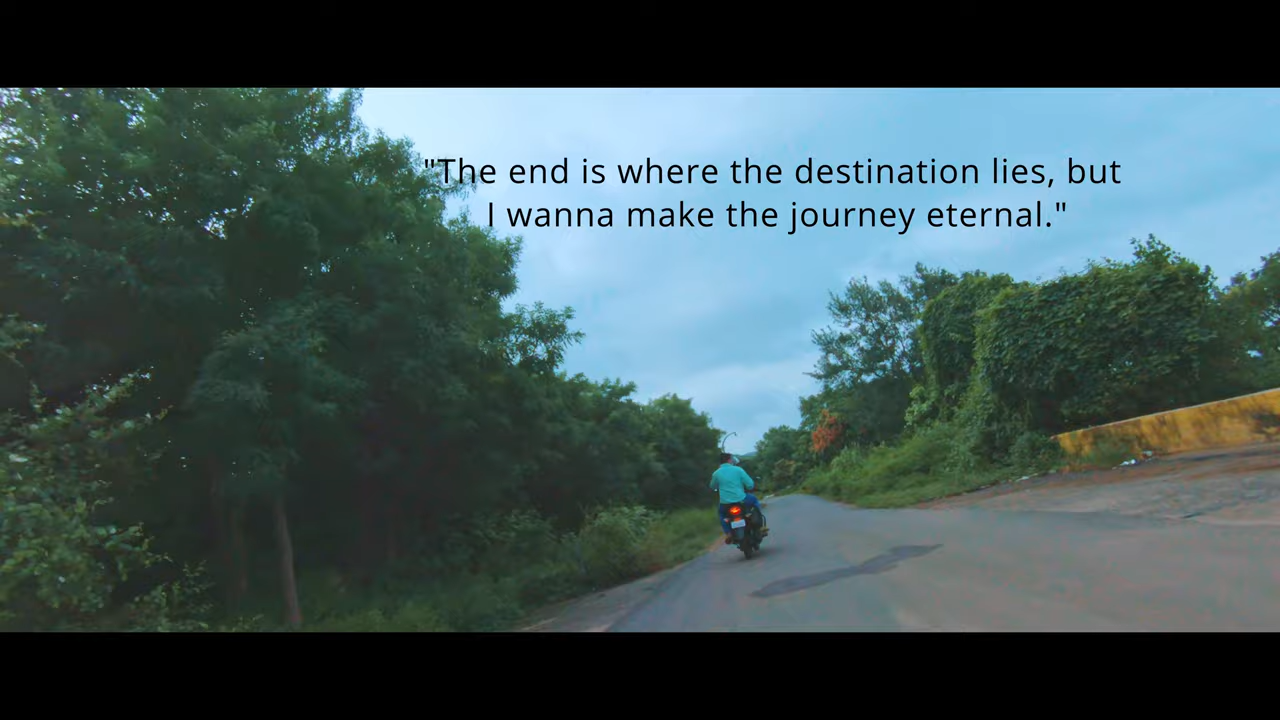 "The end is where the destination lies, but
I wanna make the journey eternal."